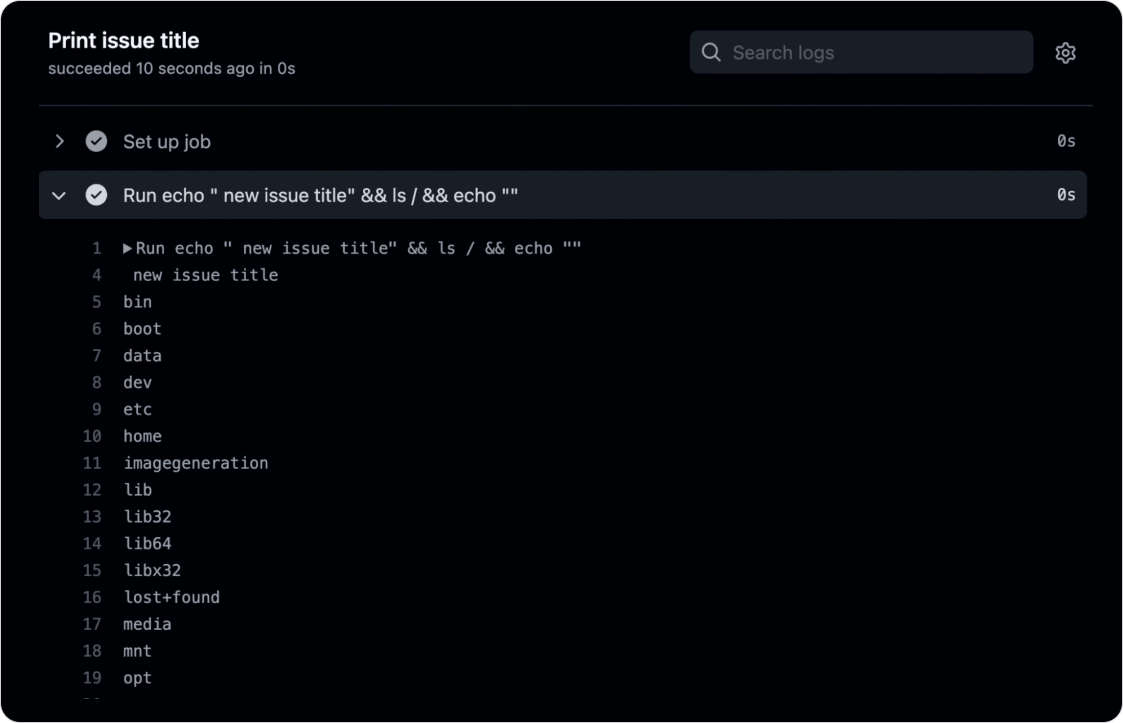 Print issue title
succeeded 10 seconds ago in 0s
Search logs
Set up job 0s
Run echo " new issue title" && ls / && echo "" 0s
1 ▶Run echo " new issue title" && ls / && echo ""
4 new issue title
5 bin
6 boot
7 data
8 dev
9 etc
10 home
11 imagegeneration
12 lib
13 lib32
14 lib64
15 libx32
16 lost+found
17 media
18 mnt
19 opt